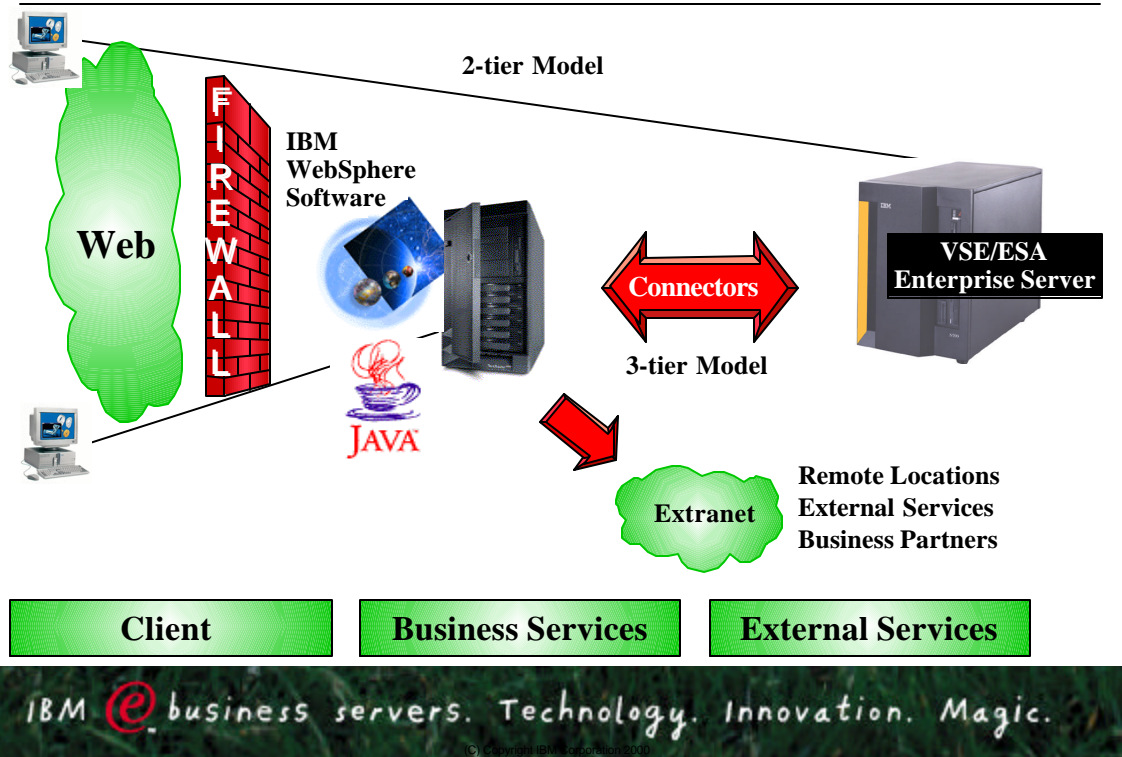 2-tier Model
FIREWALL
IBM
WebSphere
Software
Web
IBM
VSE/ESA
Enterprise Server
Connectors
3-tier Model
JAVA
Extranet
Remote Locations
External Services
Business Partners
Client
Business Services
External Services
IBM e business servers. Technology. Innovation. Magic.
(C) Copyright IBM Corporation 2000